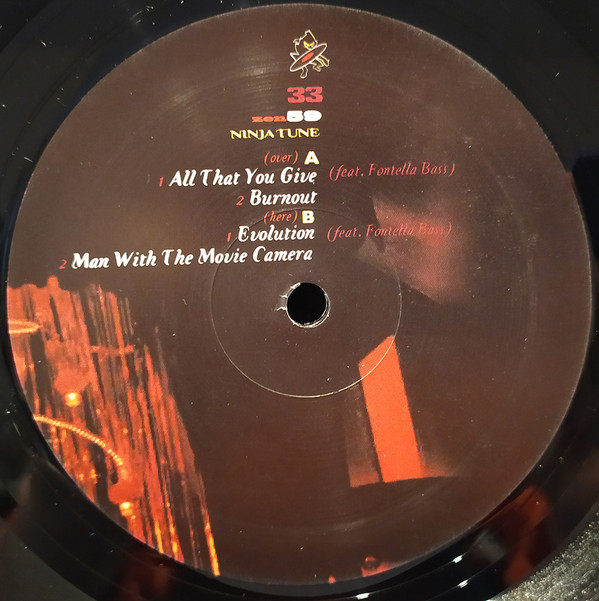 33
zen59
NINJA TUNE
(over) A
1 All That You Give (feat. Fontella Bass)
2 Burnout
(here) B
1 Evolution (feat. Fontella Bass)
2 Man With The Movie Camera